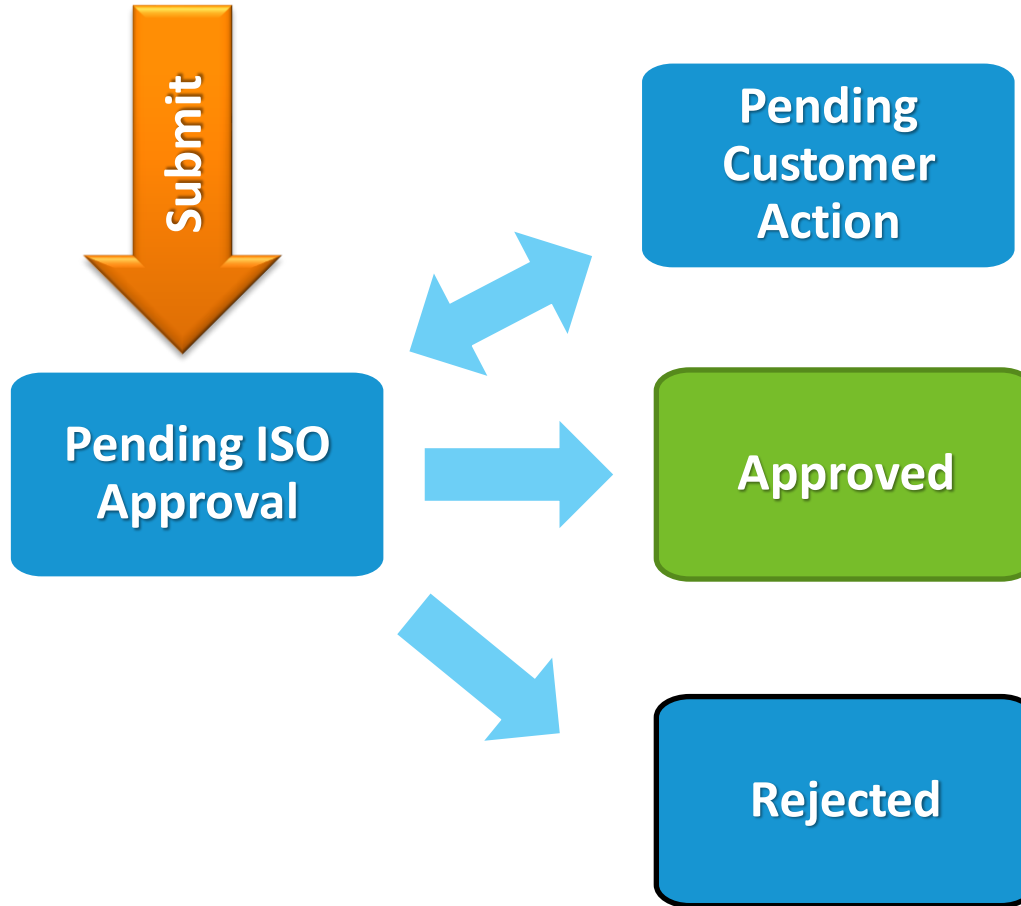 Submit
Pending
Customer
Action
Pending ISO
Approval
Approved
Rejected